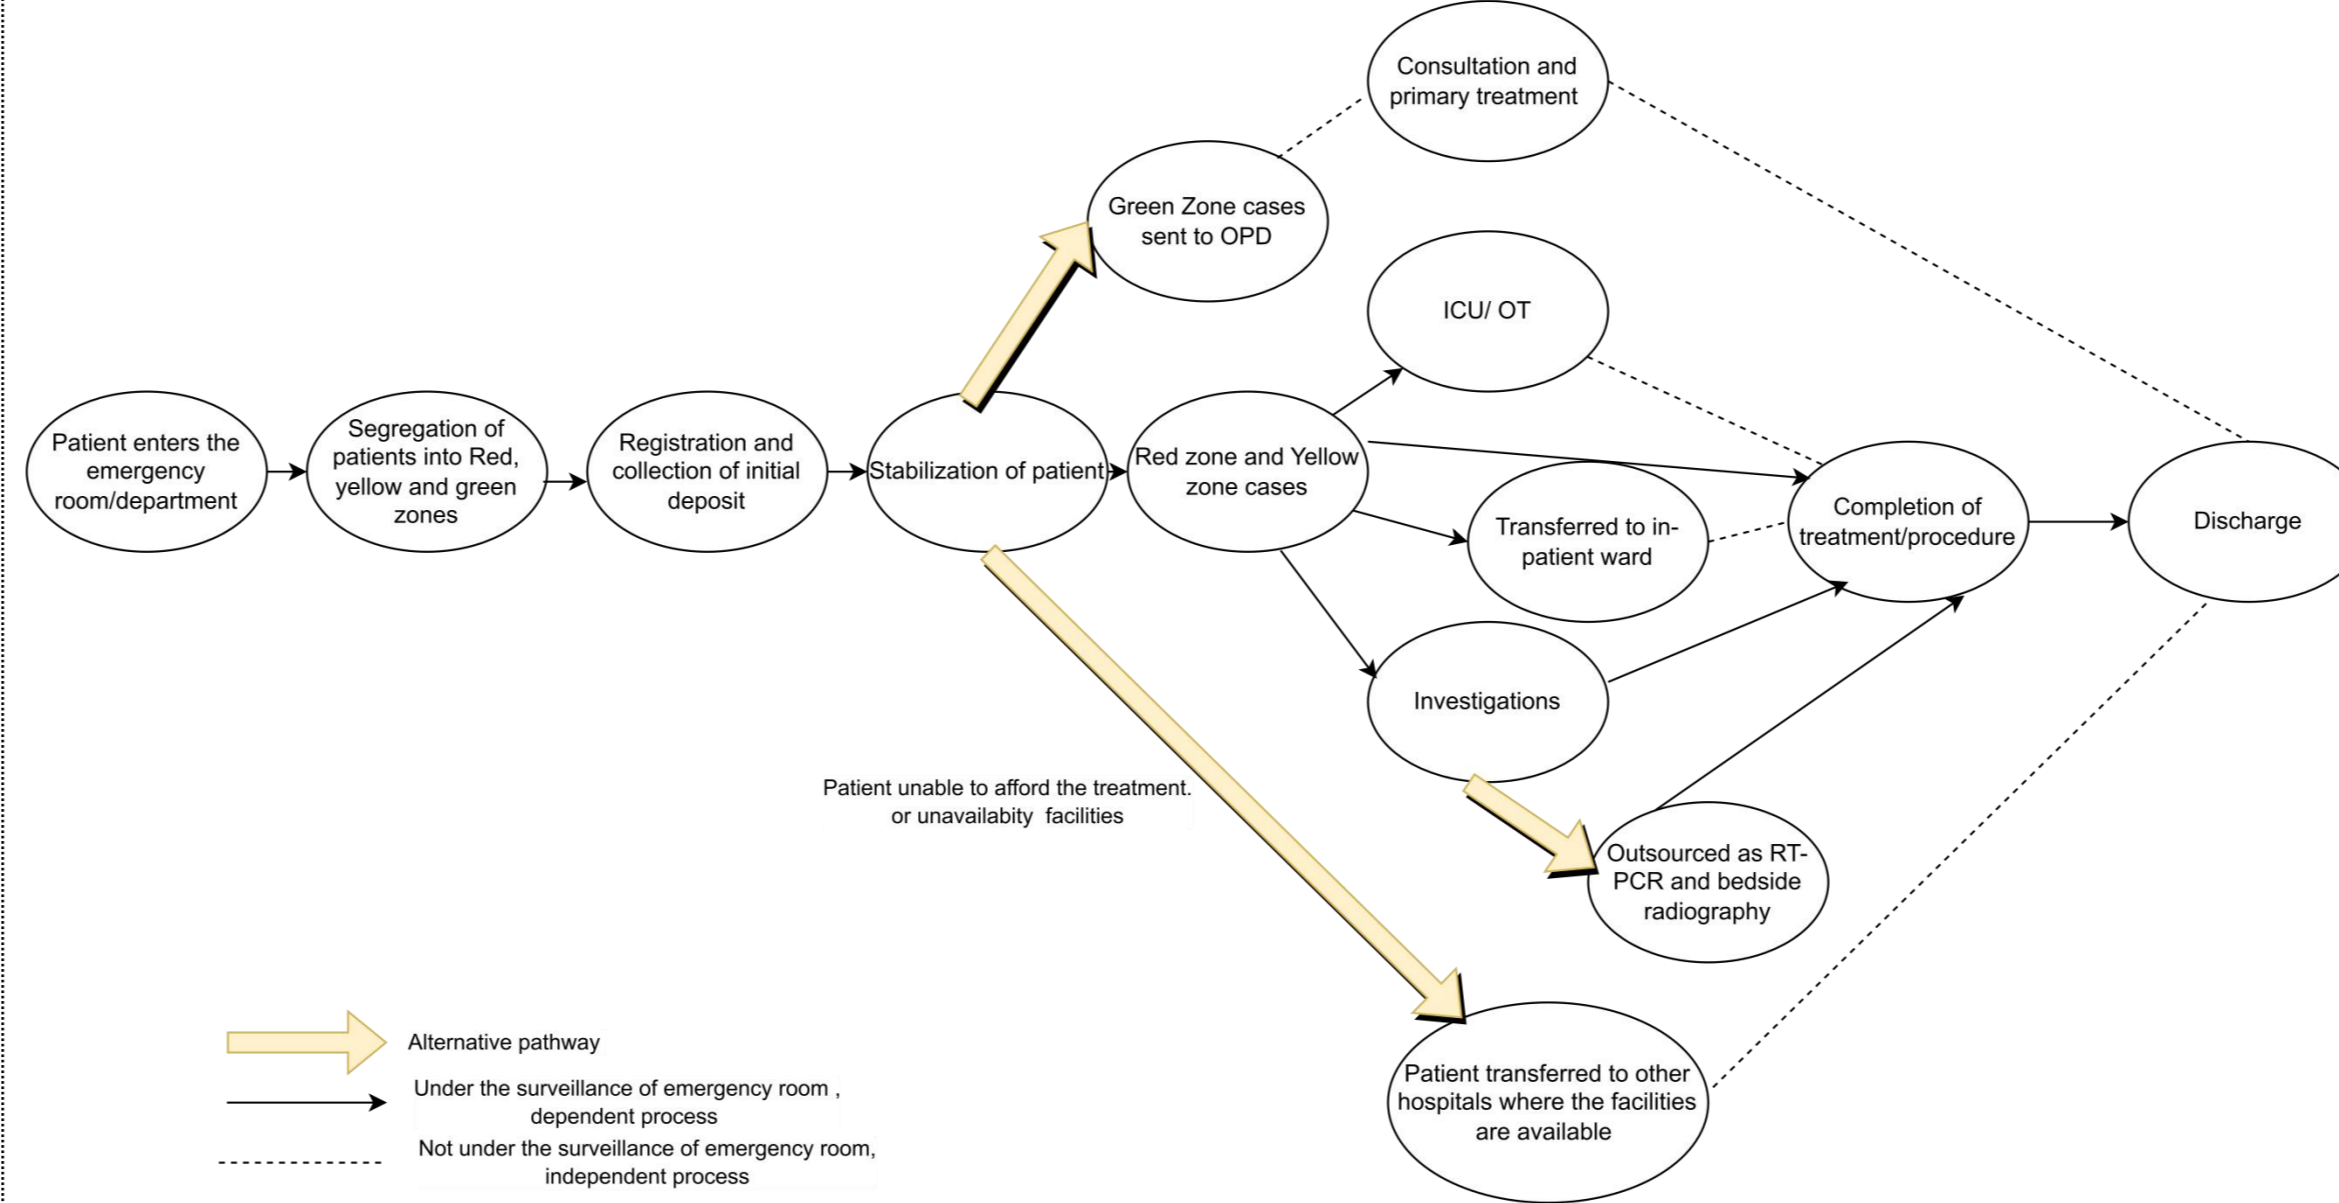 Consultation and
primary treatment
Green Zone cases
sent to OPD
ICU/ OT
Patient enters the
emergency
room/department
Segregation of
patients into Red,
yellow and green
zones
Registration and
collection of initial
deposit
Stabilization of patient
Red zone and Yellow
zone cases
Transferred to in-
patient ward
Completion of
treatment/procedure
Discharge
Investigations
Patient unable to afford the treatment.
or unavailabity facilities
Outsourced as RT-
PCR and bedside
radiography
Patient transferred to other
hospitals where the facilities
are available
Alternative pathway
Under the surveillance of emergency room ,
dependent process
Not under the surveillance of emergency room,
independent process